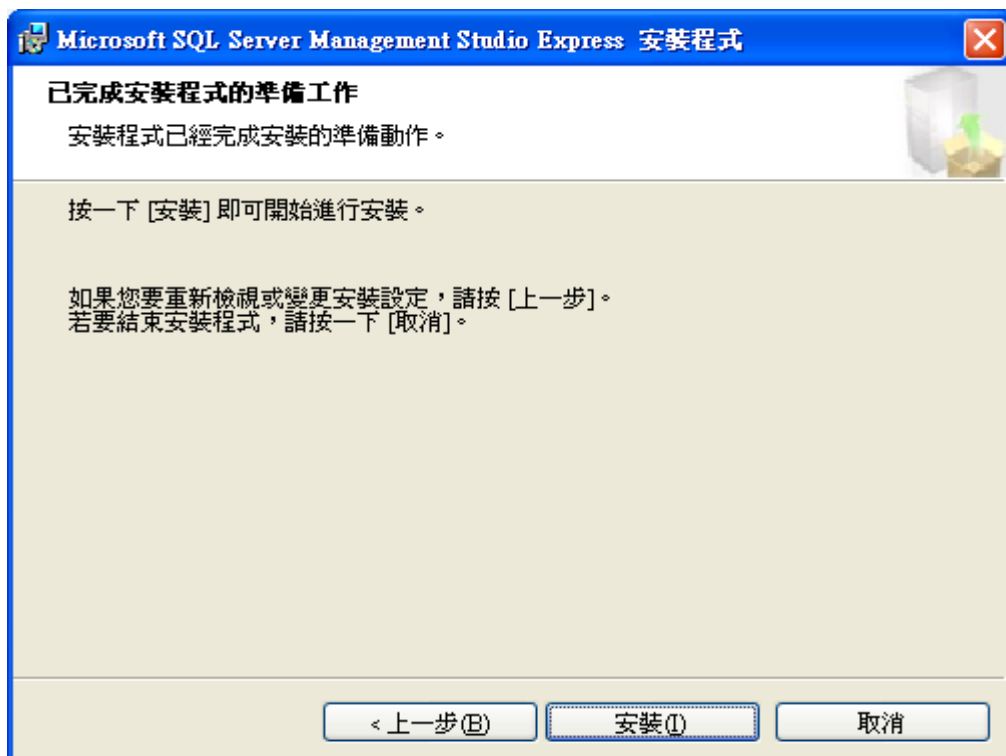 Microsoft SQL Server Management Studio Express 安裝程式
已完成安裝程式的準備工作
安裝程式已經完成安裝的準備動作。
按一下 [安裝] 即可開始進行安裝。
如果您要重新檢視或變更安裝設定，請按 [上一步]。
若要結束安裝程式，請按一下 [取消]。
< 上一步(B)
安裝(I)
取消